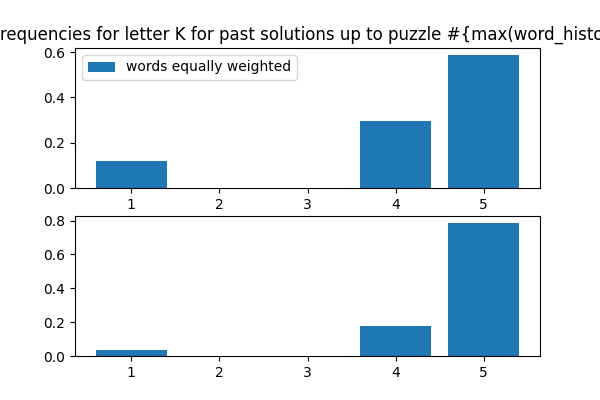 requencies for letter K for past solutions up to puzzle #{max(word_histo
0.6
words equally weighted
0.4
0.2
0.0
1 2 3 4 5
0.8
0.6
0.4
0.2
0.0
1 2 3 4 5